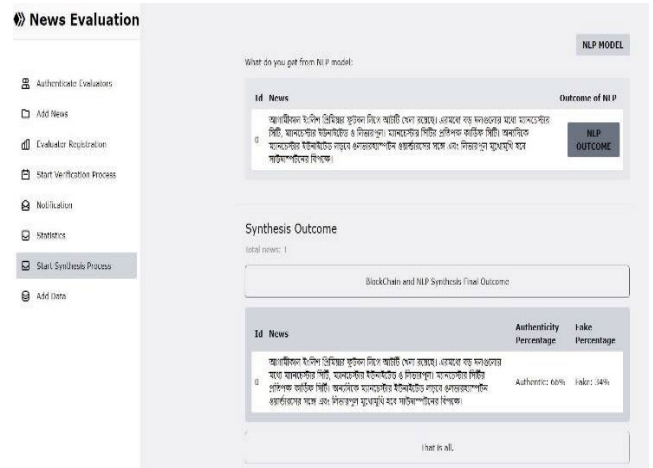 News Evaluation
Authenticate Evaluators
Add News
Evaluator Registration
Start Verification Process
Notification
Statistics
Start Synthesis Process
Add Data
NLP MODEL
What do you get from NLP model:
Id News Outcome of NLP
আগামীকাল ইংলিশ প্রিমিয়ার ফুটবল লিগে আটটি খেলা রয়েছে। এরমধ্যে বড় দলগুলোর মধ্যে ম্যানচেস্টার
0 সিটি, ম্যানচেস্টার ইউনাইটেড ও লিভারপুল। ম্যানচেস্টার সিটির প্রতিপক্ষ কার্ডিফ সিটি। অন্যদিকে
ম্যানচেস্টার ইউনাইটেড লড়বে ওলভারহ্যাম্পটন ওয়ান্ডারার্সের সঙ্গে এবং লিভারপুল মুখোমুখি হবে
সাউদাম্পটনের বিপক্ষে।
NLP
OUTCOME
Synthesis Outcome
Total news: 1
BlockChain and NLP Synthesis Final Outcome
Id News Authenticity Percentage Fake Percentage
আগামীকাল ইংলিশ প্রিমিয়ার ফুটবল লিগে আটটি খেলা রয়েছে। এরমধ্যে বড় দলগুলোর
মধ্যে ম্যানচেস্টার সিটি, ম্যানচেস্টার ইউনাইটেড ও লিভারপুল। ম্যানচেস্টার সিটির
0 প্রতিপক্ষ কার্ডিফ সিটি। অন্যদিকে ম্যানচেস্টার ইউনাইটেড লড়বে ওলভারহ্যাম্পটন
ওয়ান্ডারার্সের সঙ্গে এবং লিভারপুল মুখোমুখি হবে সাউদাম্পটনের বিপক্ষে।
Authentic: 66% Fake: 34%
That is all.